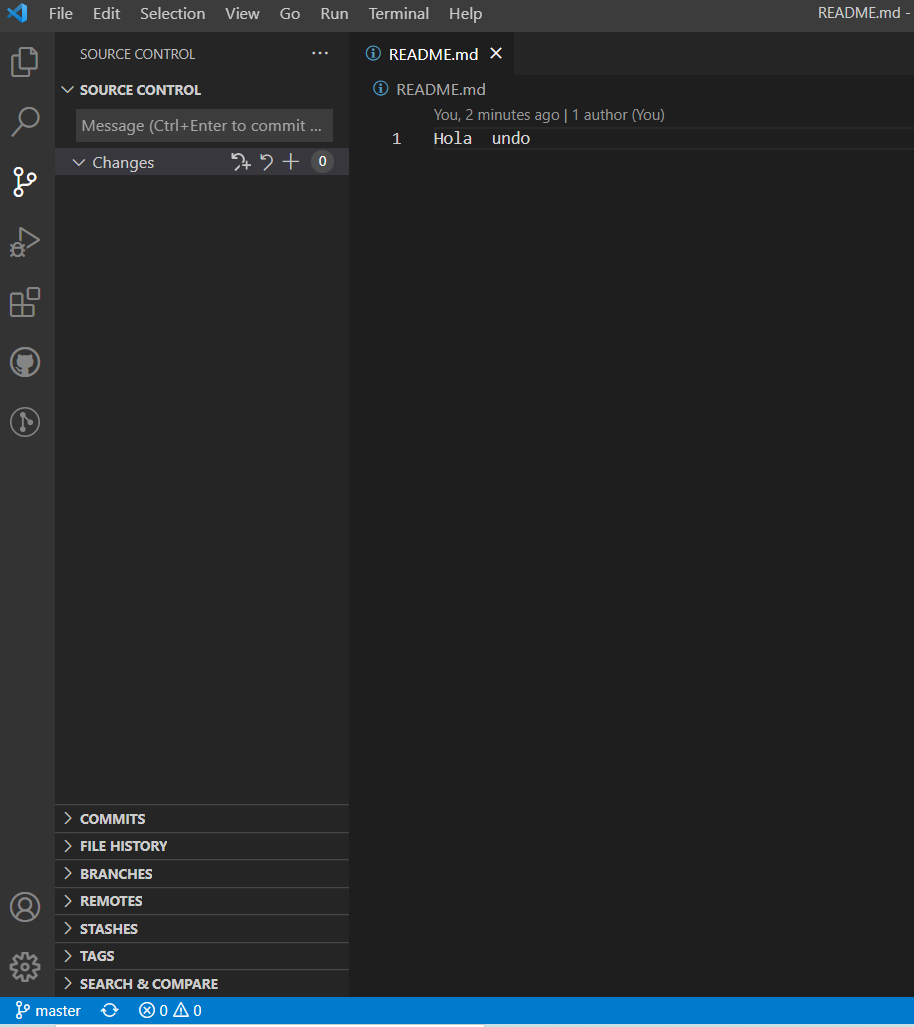 File Edit Selection View Go Run Terminal Help README.md -
SOURCE CONTROL ...
SOURCE CONTROL
Message (Ctrl+Enter to commit ...
Changes 0
COMMITS
FILE HISTORY
BRANCHES
REMOTES
STASHES
TAGS
SEARCH & COMPARE
README.md
README.md
You, 2 minutes ago | 1 author (You)
1 Hola  undo
master 0 0